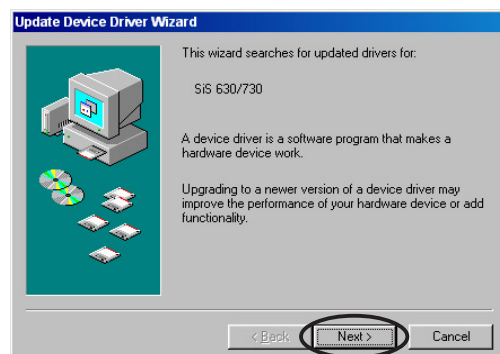 Update Device Driver Wizard
This wizard searches for updated drivers for:
SiS 630/730
A device driver is a software program that makes a
hardware device work.
Upgrading to a newer version of a device driver may
improve the performance of your hardware device or add
functionality.
< Back
Next >
Cancel